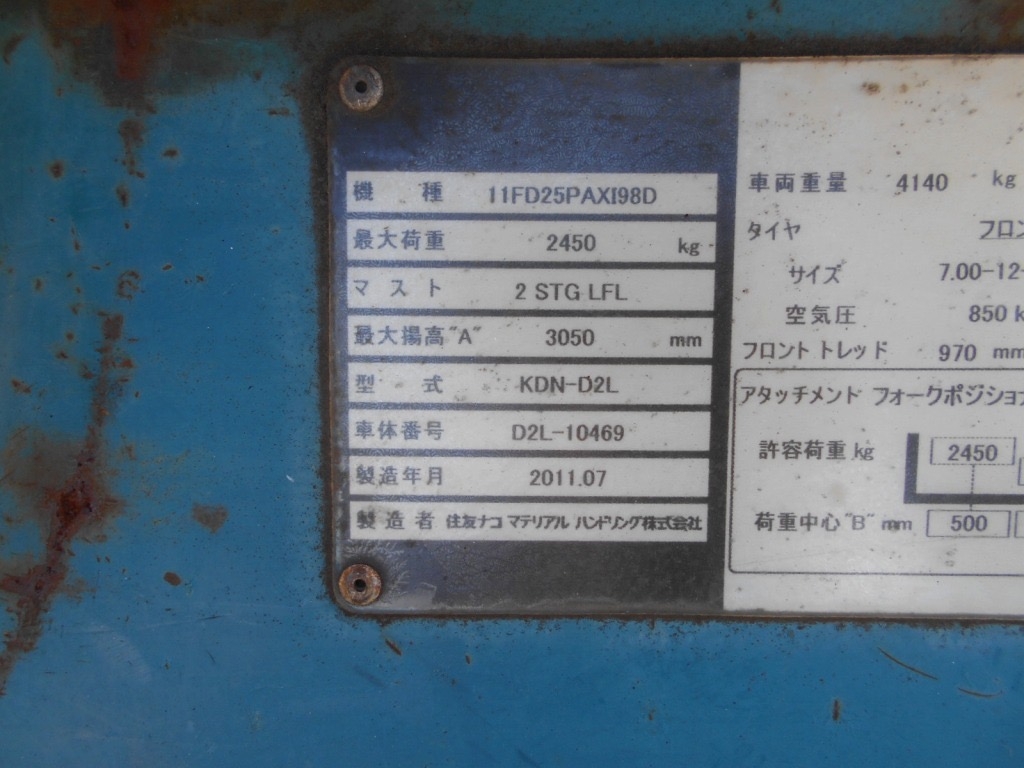 機 種 11FD25PAXI98D
最大荷重 2450 kg
マ ス ト 2 STG LFL
最大揚高"A" 3050 mm
型 式 KDN-D2L
車体番号 D2L-10469
製造年月 2011.07
製 造 者 住友ナコ マテリアル ハンドリング株式会社
車両重量 4140 kg
タイヤ フロン
サイズ 7.00-12-
空気圧 850 k
フロント トレッド 970 mm
アタッチメント フォークポジショナ
許容荷重 kg 2450
荷重中心"B" mm 500